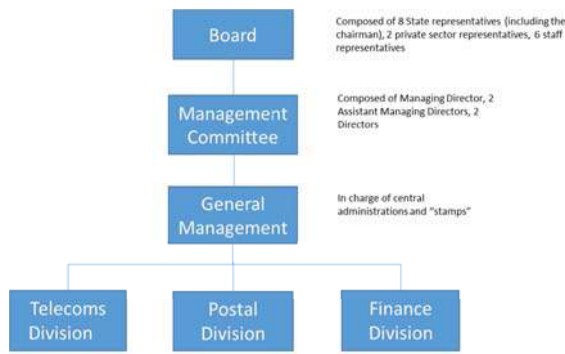 Board
Composed of 8 State representatives (including the
chairman), 2 private sector representatives, 6 staff
representatives
Management
Committee
Composed of Managing Director, 2
Assistant Managing Directors, 2
Directors
General
Management
In charge of central
administrations and “stamps”
Telecoms
Division
Postal
Division
Finance
Division